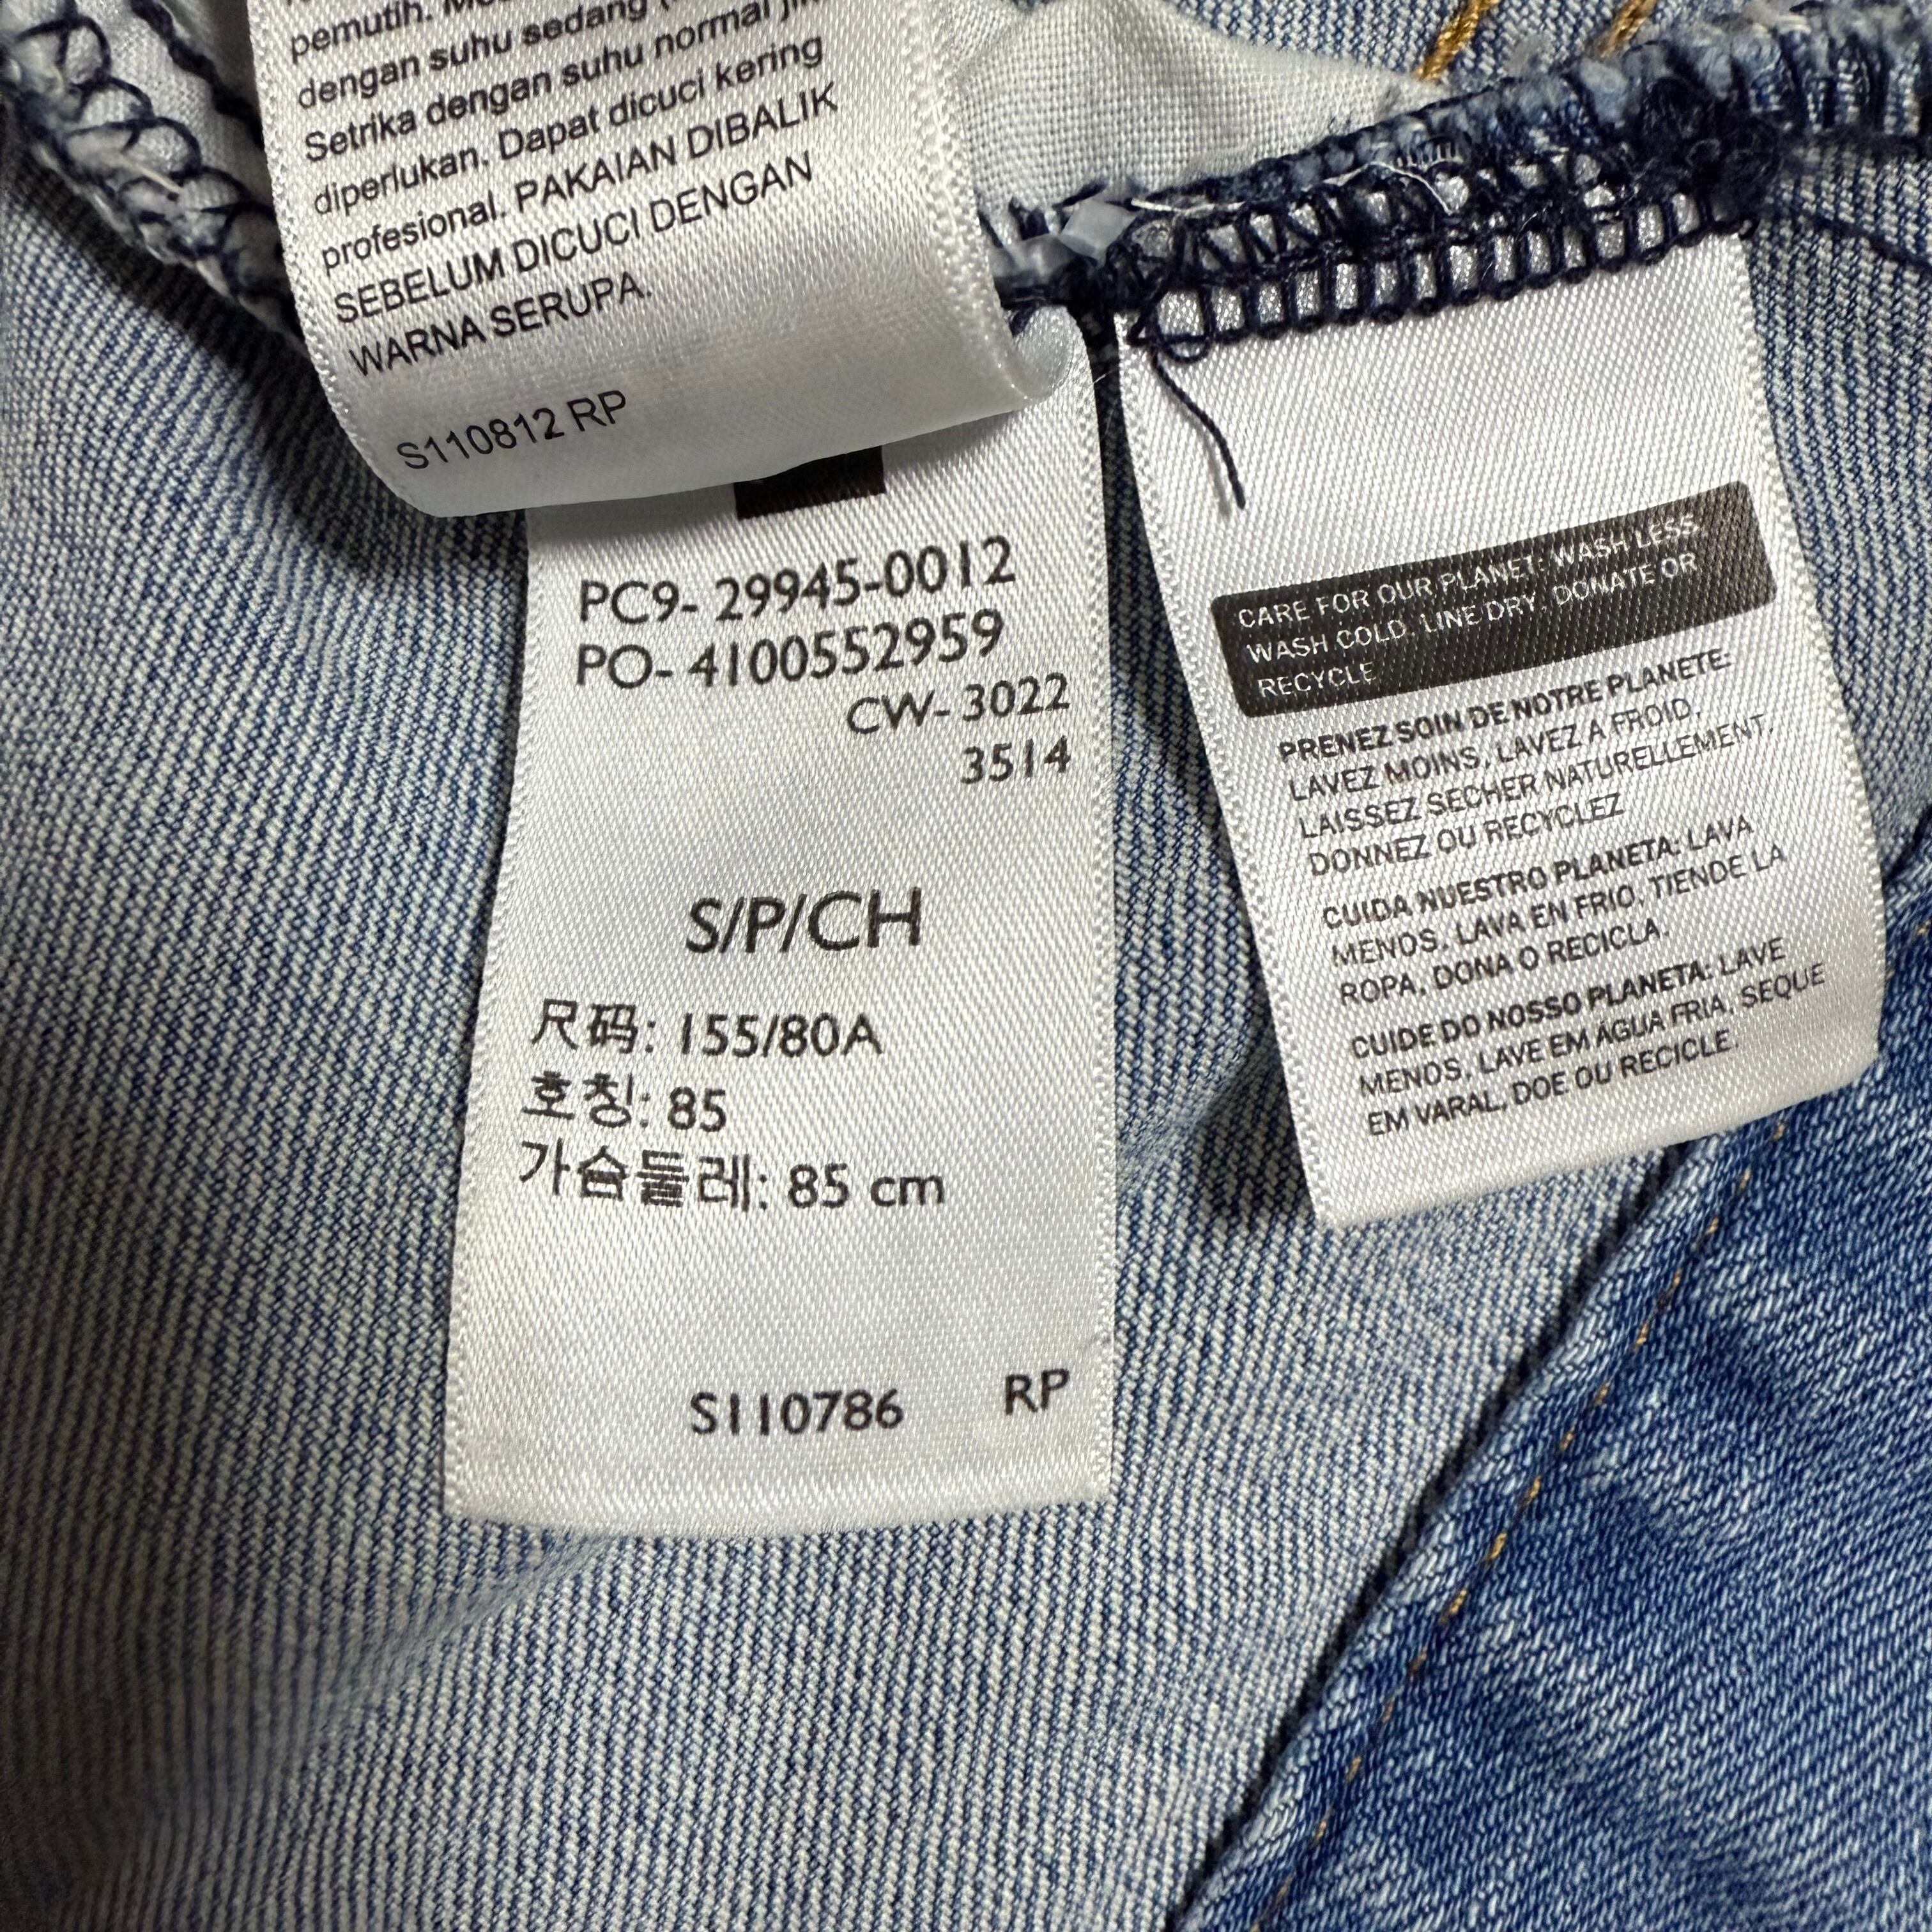 pemutih.
dengan suhu sedang
Setrika dengan suhu normal
diperlukan. Dapat dicuci kering
profesional. PAKAIAN DIBALIK
SEBELUM DICUCI DENGAN
WARNA SERUPA.
S110812 RP
PC9- 29945-0012
PO- 4100552959
CW- 3022
3514
S/P/CH
尺码: 155/80A
호칭: 85
가슴둘레: 85 cm
S110786 RP
CARE FOR OUR PLANET: WASH LESS,
WASH COLD, LINE DRY, DONATE OR
RECYCLE
PRENEZ SOIN DE NOTRE PLANETE:
LAVEZ MOINS, LAVEZ A FROID,
LAISSEZ SECHER NATURELLEMENT,
DONNEZ OU RECYCLEZ
CUIDA NUESTRO PLANETA: LAVA
MENOS, LAVA EN FRIO, TIENDE LA
ROPA, DONA O RECICLA.
CUIDE DO NOSSO PLANETA: LAVE
MENOS, LAVE EM AGUA FRIA, SEQUE
EM VARAL, DOE OU RECICLE.